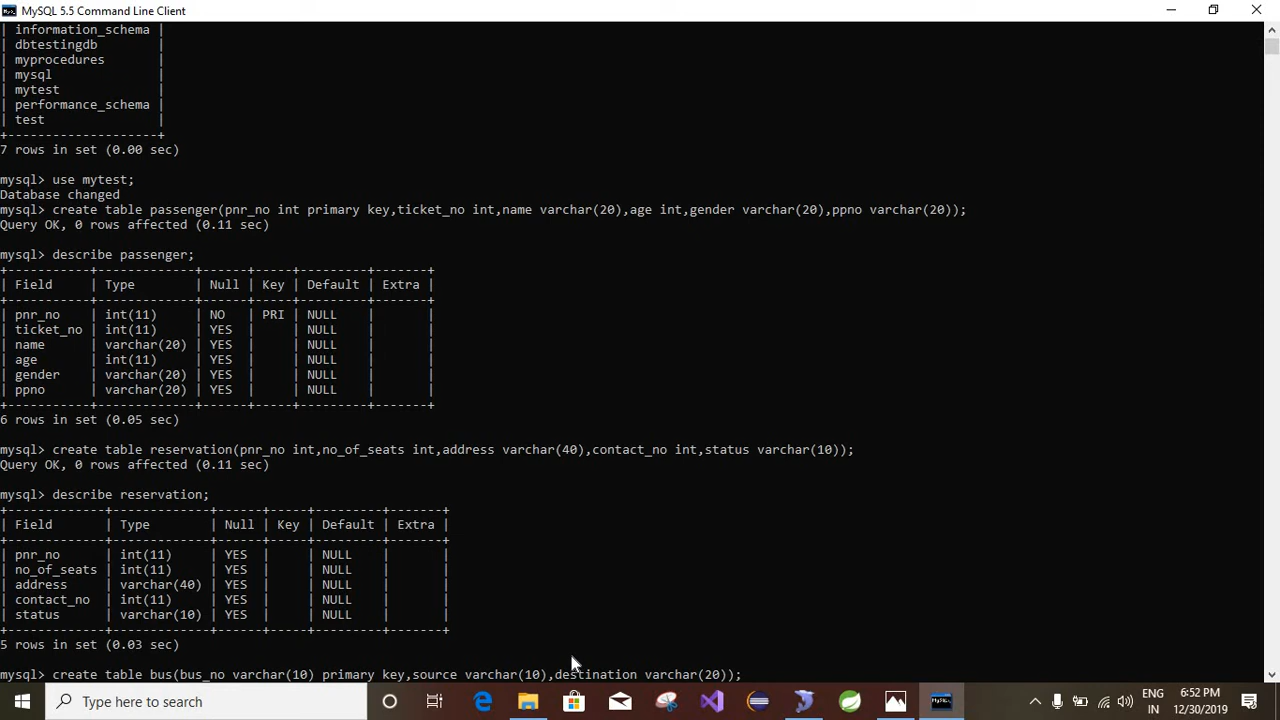 MySQL 5.5 Command Line Client
| information_schema |
| dbtestingdb        |
| myprocedures       |
| mysql              |
| mytest             |
| performance_schema |
| test               |
+--------------------+
7 rows in set (0.00 sec)
mysql> use mytest;
Database changed
mysql> create table passenger(pnr_no int primary key,ticket_no int,name varchar(20),age int,gender varchar(20),ppno varchar(20));
Query OK, 0 rows affected (0.11 sec)
mysql> describe passenger;
+-----------+-------------+------+-----+---------+-------+
| Field     | Type        | Null | Key | Default | Extra |
+-----------+-------------+------+-----+---------+-------+
| pnr_no    | int(11)     | NO   | PRI | NULL    |       |
| ticket_no | int(11)     | YES  |     | NULL    |       |
| name      | varchar(20) | YES  |     | NULL    |       |
| age       | int(11)     | YES  |     | NULL    |       |
| gender    | varchar(20) | YES  |     | NULL    |       |
| ppno      | varchar(20) | YES  |     | NULL    |       |
+-----------+-------------+------+-----+---------+-------+
6 rows in set (0.05 sec)
mysql> create table reservation(pnr_no int,no_of_seats int,address varchar(40),contact_no int,status varchar(10));
Query OK, 0 rows affected (0.11 sec)
mysql> describe reservation;
+-------------+-------------+------+-----+---------+-------+
| Field       | Type        | Null | Key | Default | Extra |
+-------------+-------------+------+-----+---------+-------+
| pnr_no      | int(11)     | YES  |     | NULL    |       |
| no_of_seats | int(11)     | YES  |     | NULL    |       |
| address     | varchar(40) | YES  |     | NULL    |       |
| contact_no  | int(11)     | YES  |     | NULL    |       |
| status      | varchar(10) | YES  |     | NULL    |       |
+-------------+-------------+------+-----+---------+-------+
5 rows in set (0.03 sec)
mysql> create table bus(bus_no varchar(10) primary key,source varchar(10),destination varchar(20));
Type here to search
ENG
IN
6:52 PM
12/30/2019